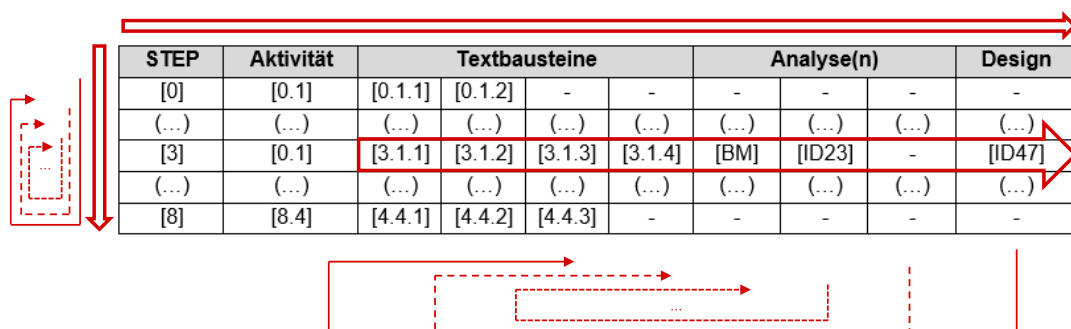 STEP Aktivität Textbausteine Analyse(n) Design
[0] [0.1] [0.1.1] [0.1.2] - - - - - -
(...) (...) (...) (...) (...) (...) (...) (...) (...) (...)
[3] [0.1] [3.1.1] [3.1.2] [3.1.3] [3.1.4] [BM] [ID23] - [ID47]
...
(...) (...) (...) (...) (...) (...) (...) (...) (...) (...)
[8] [8.4] [4.4.1] [4.4.2] [4.4.3] - - - - -
...